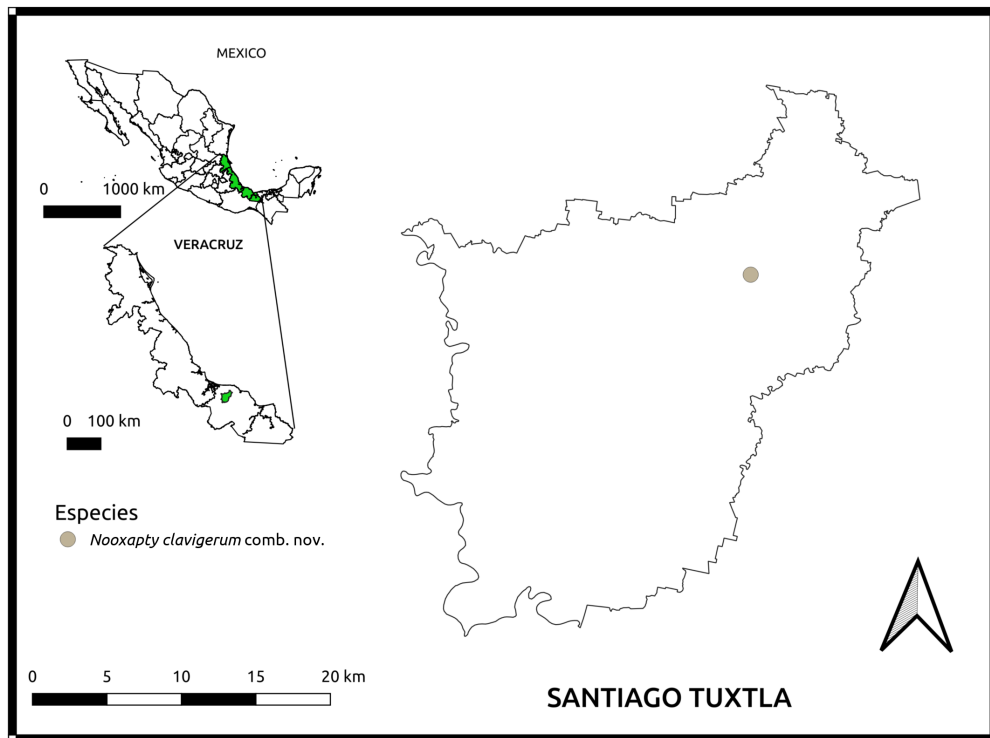 MEXICO
0 1000 km
VERACRUZ
0 100 km
Especies
Nooxapty clavigerum comb. nov.
0 5 10 15 20 km
SANTIAGO TUXTLA